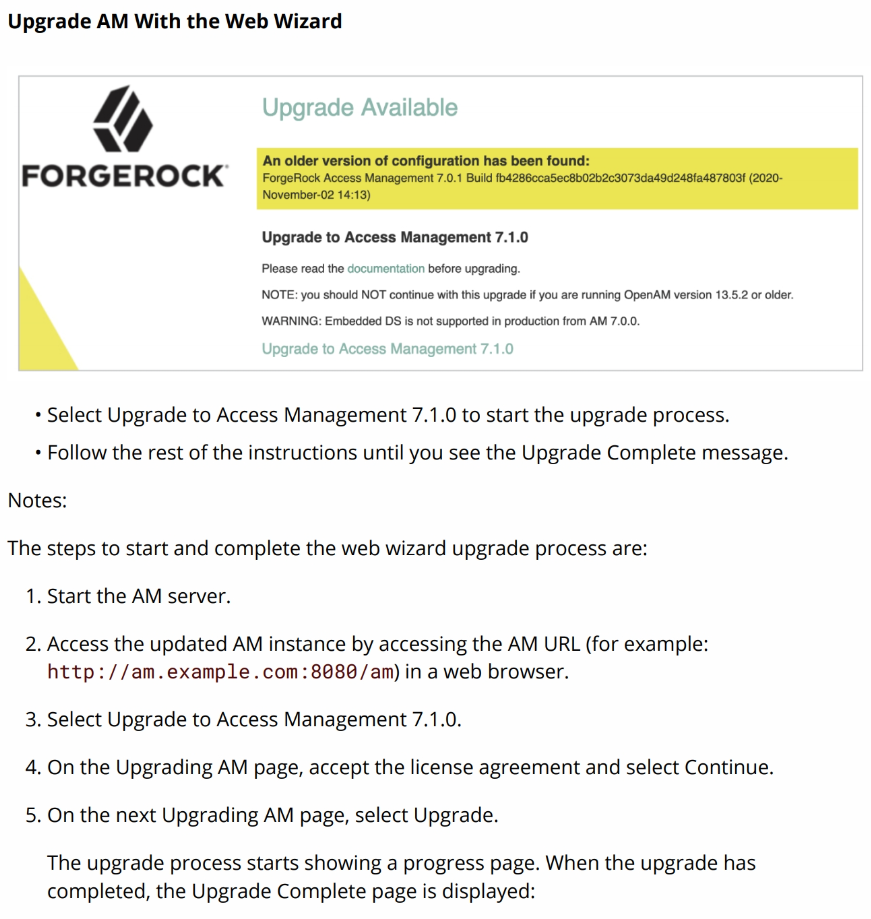 Upgrade AM With the Web Wizard
FORGEROCK
Upgrade Available
An older version of configuration has been found:
ForgeRock Access Management 7.0.1 Build fb4286cca5ec8b02b2c3073da49d248fa487803f (2020-
November-02 14:13)
Upgrade to Access Management 7.1.0
Please read the documentation before upgrading.
NOTE: you should NOT continue with this upgrade if you are running OpenAM version 13.5.2 or older.
WARNING: Embedded DS is not supported in production from AM 7.0.0.
Upgrade to Access Management 7.1.0
• Select Upgrade to Access Management 7.1.0 to start the upgrade process.
• Follow the rest of the instructions until you see the Upgrade Complete message.
Notes:
The steps to start and complete the web wizard upgrade process are:
1. Start the AM server.
2. Access the updated AM instance by accessing the AM URL (for example:
http://am.example.com:8080/am) in a web browser.
3. Select Upgrade to Access Management 7.1.0.
4. On the Upgrading AM page, accept the license agreement and select Continue.
5. On the next Upgrading AM page, select Upgrade.
The upgrade process starts showing a progress page. When the upgrade has
completed, the Upgrade Complete page is displayed: